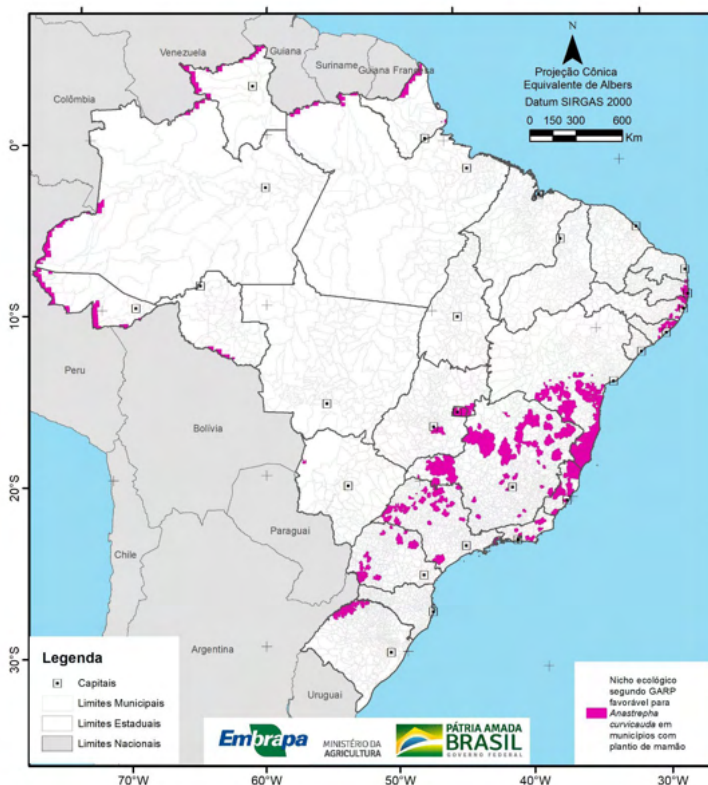 Venezuela
Guiana
Suriname
Guiana Francesa
Colômbia
N
Projeção Cônica
Equivalente de Albers
Datum SIRGAS 2000
0 150 300 600
Km
0°
10°S
20°S
30°S
Peru
Bolívia
Paraguai
Chile
Argentina
Uruguai
Legenda
Capitais
Limites Municipais
Limites Estaduais
Limites Nacionais
Embrapa
MINISTÉRIO DA
AGRICULTURA
PÁTRIA AMADA
BRASIL
GOVERNO FEDERAL
Nicho ecológico
segundo GARP
favorável para
Anastrepha
curvicauda em
municípios com
plantio de mamão
70°W 60°W 50°W 40°W 30°W